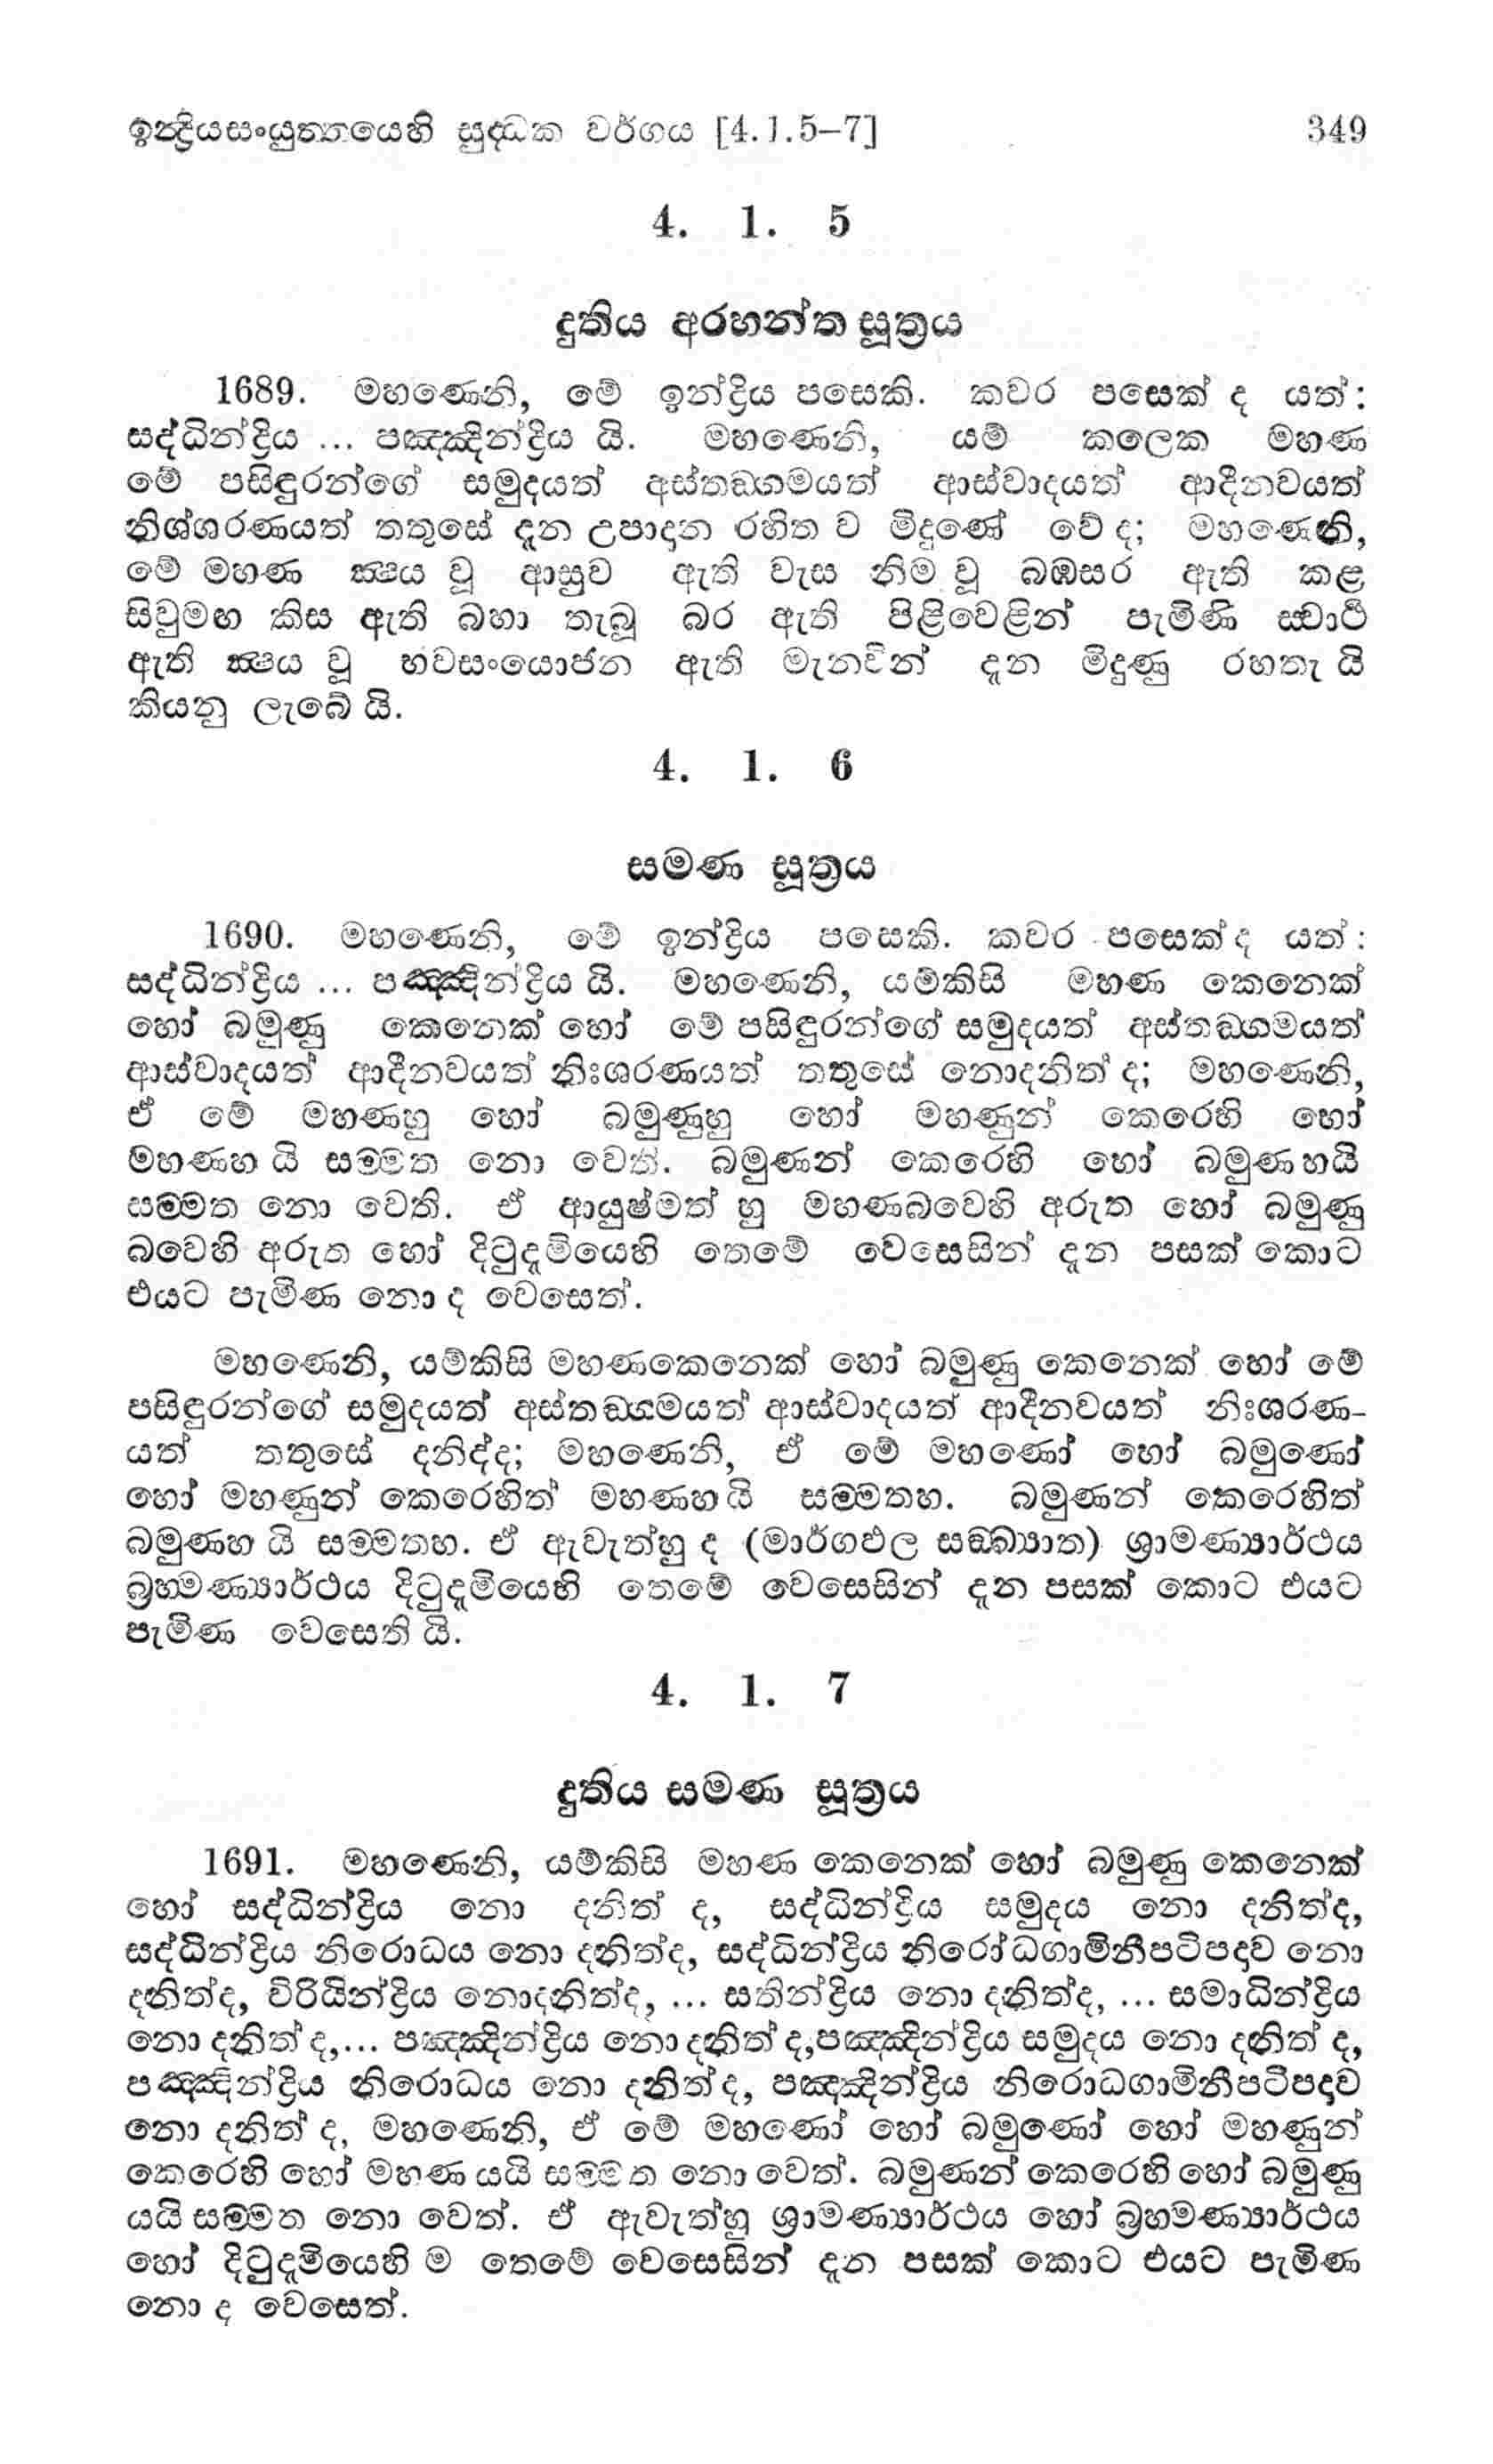 ඉන්ද්‍රියසංයුත්තයෙහි සුද්ධක වර්ගය [4.1.5–7] 349
4. 1. 5
දුතිය අරහන්ත සූත්‍රය
1689. මහණෙනි, මේ ඉන්ද්‍රිය පසෙකි. කවර පසෙක් ද යත්:
සද්ධින්ද්‍රිය ... පඤ්ඤින්ද්‍රිය යි. මහණෙනි, යම් කලෙක මහණ
මේ පසිඳුරන්ගේ සමුදයත් අස්තඞ්ගමයත් ආස්වාදයත් ආදීනවයත්
නිශ්ශරණයත් තතුසේ දැන උපාදාන රහිත ව මිදුණේ වේ ද; මහණෙනි,
මේ මහණ ක්‍ෂය වූ ආස්‍රව ඇති වැස නිම වූ බඹසර ඇති කළ
සිව්මඟ කිස ඇති බහා තැබූ බර ඇති පිළිවෙළින් පැමිණි ස්වාර්‍ථ
ඇති ක්‍ෂය වූ භවසංයොජන ඇති මැනවින් දැන මිදුණු රහතැ යි
කියනු ලැබේ යි.
4. 1. 6
සමණ සූත්‍රය
1690. මහණෙනි, මේ ඉන්ද්‍රිය පසෙකි. කවර පසෙක් ද යත්:
සද්ධින්ද්‍රිය ... පඤ්ඤින්ද්‍රිය යි. මහණෙනි, යම්කිසි මහණ කෙනෙක්
හෝ බමුණු කෙනෙක් හෝ මේ පසිඳුරන්ගේ සමුදයත් අස්තඞ්ගමයත්
ආස්වාදයත් ආදීනවයත් නිඃශරණයත් තතුසේ නොදනිත් ද; මහණෙනි,
ඒ මේ මහණහු හෝ බමුණුහු හෝ මහණුන් කෙරෙහි හෝ
මහණහ යි සම්මත නො වෙති. බමුණන් කෙරෙහි හෝ බමුණහයි
සම්මත නො වෙති. ඒ ආයුෂ්මත් හු මහණබවෙහි අරුත හෝ බමුණු
බවෙහි අරුත හෝ දිටුදැමියෙහි තෙමේ වෙසෙසින් දැන පසක් කොට
එයට පැමිණ නො ද වෙසෙත්.
මහණෙනි, යම්කිසි මහණකෙනෙක් හෝ බමුණු කෙනෙක් හෝ මේ
පසිඳුරන්ගේ සමුදයත් අස්තඞ්ගමයත් ආස්වාදයත් ආදීනවයත් නිඃශරණ-
යත් තතුසේ දනිද්ද; මහණෙනි, ඒ මේ මහණෝ හෝ බමුණෝ
හෝ මහණුන් කෙරෙහිත් මහණහ යි සම්මතහ. බමුණන් කෙරෙහිත්
බමුණහ යි සම්මතහ. ඒ ඇවැත්හු ද (මාර්ගඵල සඞ්ඛ්‍යාත) ශ්‍රාමණ්‍යාර්ථය
බ්‍රහ්මණ්‍යාර්ථය දිටුදැමියෙහි තෙමේ වෙසෙසින් දැන පසක් කොට එයට
පැමිණ වෙසෙති යි.
4. 1. 7
දුතිය සමණ සූත්‍රය
1691. මහණෙනි, යම්කිසි මහණ කෙනෙක් හෝ බමුණු කෙනෙක්
හෝ සද්ධින්ද්‍රිය නො දනිත් ද, සද්ධින්ද්‍රිය සමුදය නො දනිත්ද,
සද්ධින්ද්‍රිය නිරොධය නො දනිත්ද, සද්ධින්ද්‍රිය නිරෝධගාමිනීපටිපදාව නො
දනිත්ද, විරියින්ද්‍රිය නොදනිත්ද, ... සතින්ද්‍රිය නො දනිත්ද, ... සමාධින්ද්‍රිය
නො දනිත් ද,... පඤ්ඤින්ද්‍රිය නො දනිත් ද,පඤ්ඤින්ද්‍රිය සමුදය නො දනිත් ද,
පඤ්ඤින්ද්‍රිය නිරොධය නො දනිත්ද, පඤ්ඤින්ද්‍රිය නිරොධගාමිනීපටිපදාව
නො දනිත් ද, මහණෙනි, ඒ මේ මහණෝ හෝ බමුණෝ හෝ මහණුන්
කෙරෙහි හෝ මහණ යයි සම්මත නො වෙත්. බමුණන් කෙරෙහි හෝ බමුණු
යයි සම්මත නො වෙත්. ඒ ඇවැත්හු ශ්‍රාමණ්‍යාර්ථය හෝ බ්‍රහමණ්‍යාර්ථය
හෝ දිටුදැමියෙහි ම තෙමේ වෙසෙසින් දැන පසක් කොට එයට පැමිණ
නො ද වෙසෙත්.